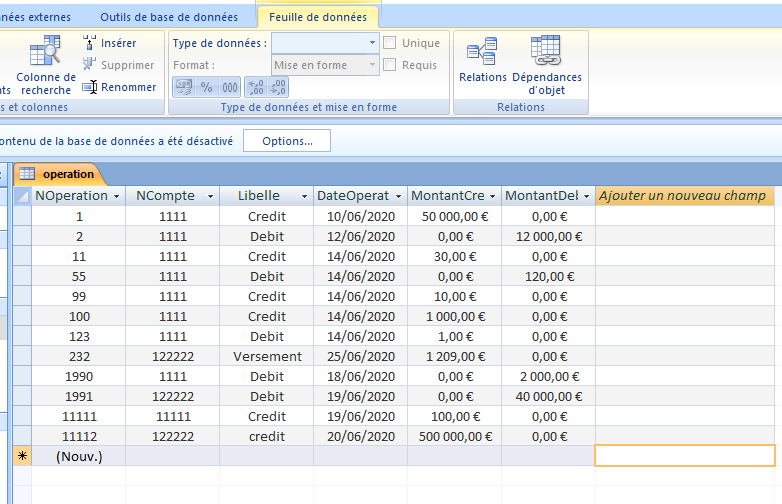 nnées externes Outils de base de données Feuille de données
Insérer Type de données : Unique
Supprimer Format : Mise en forme Requis
Colonne de recherche Renommer % 000 Relations Dépendances d'objet
nts
s et colonnes Type de données et mise en forme Relations
ontenu de la base de données a été désactivé Options...
operation
NOperation NCompte Libelle DateOperat MontantCre MontantDel Ajouter un nouveau champ
1 1111 Credit 10/06/2020 50 000,00 € 0,00 €
2 1111 Debit 12/06/2020 0,00 € 12 000,00 €
11 1111 Credit 14/06/2020 30,00 € 0,00 €
55 1111 Debit 14/06/2020 0,00 € 120,00 €
99 1111 Credit 14/06/2020 10,00 € 0,00 €
100 1111 Credit 14/06/2020 1 000,00 € 0,00 €
123 1111 Debit 14/06/2020 1,00 € 0,00 €
232 122222 Versement 25/06/2020 1 209,00 € 0,00 €
1990 1111 Debit 18/06/2020 0,00 € 2 000,00 €
1991 122222 Debit 19/06/2020 0,00 € 40 000,00 €
11111 11111 Credit 19/06/2020 100,00 € 0,00 €
11112 122222 credit 20/06/2020 500 000,00 € 0,00 €
(Nouv.)